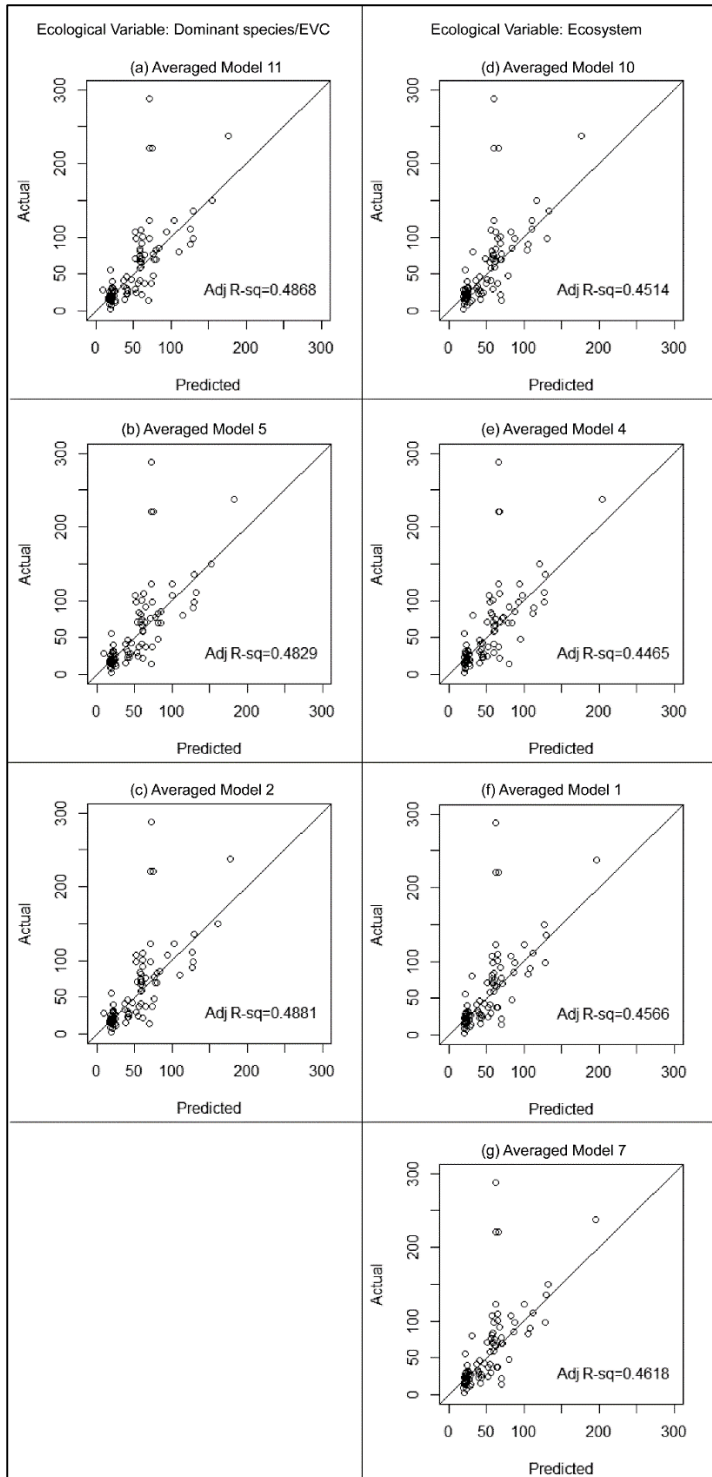 Ecological Variable: Dominant species/EVC
Ecological Variable: Ecosystem
(a) Averaged Model 11
300
200
100
50
0
Actual
Adj R-sq=0.4868
0 50 100 200 300
Predicted
(d) Averaged Model 10
300
200
100
50
0
Actual
Adj R-sq=0.4514
0 50 100 200 300
Predicted
(b) Averaged Model 5
300
200
100
50
0
Actual
Adj R-sq=0.4829
0 50 100 200 300
Predicted
(e) Averaged Model 4
300
200
100
50
0
Actual
Adj R-sq=0.4465
0 50 100 200 300
Predicted
(c) Averaged Model 2
300
200
100
50
0
Actual
Adj R-sq=0.4881
0 50 100 200 300
Predicted
(f) Averaged Model 1
300
200
100
50
0
Actual
Adj R-sq=0.4566
0 50 100 200 300
Predicted
(g) Averaged Model 7
300
200
100
50
0
Actual
Adj R-sq=0.4618
0 50 100 200 300
Predicted